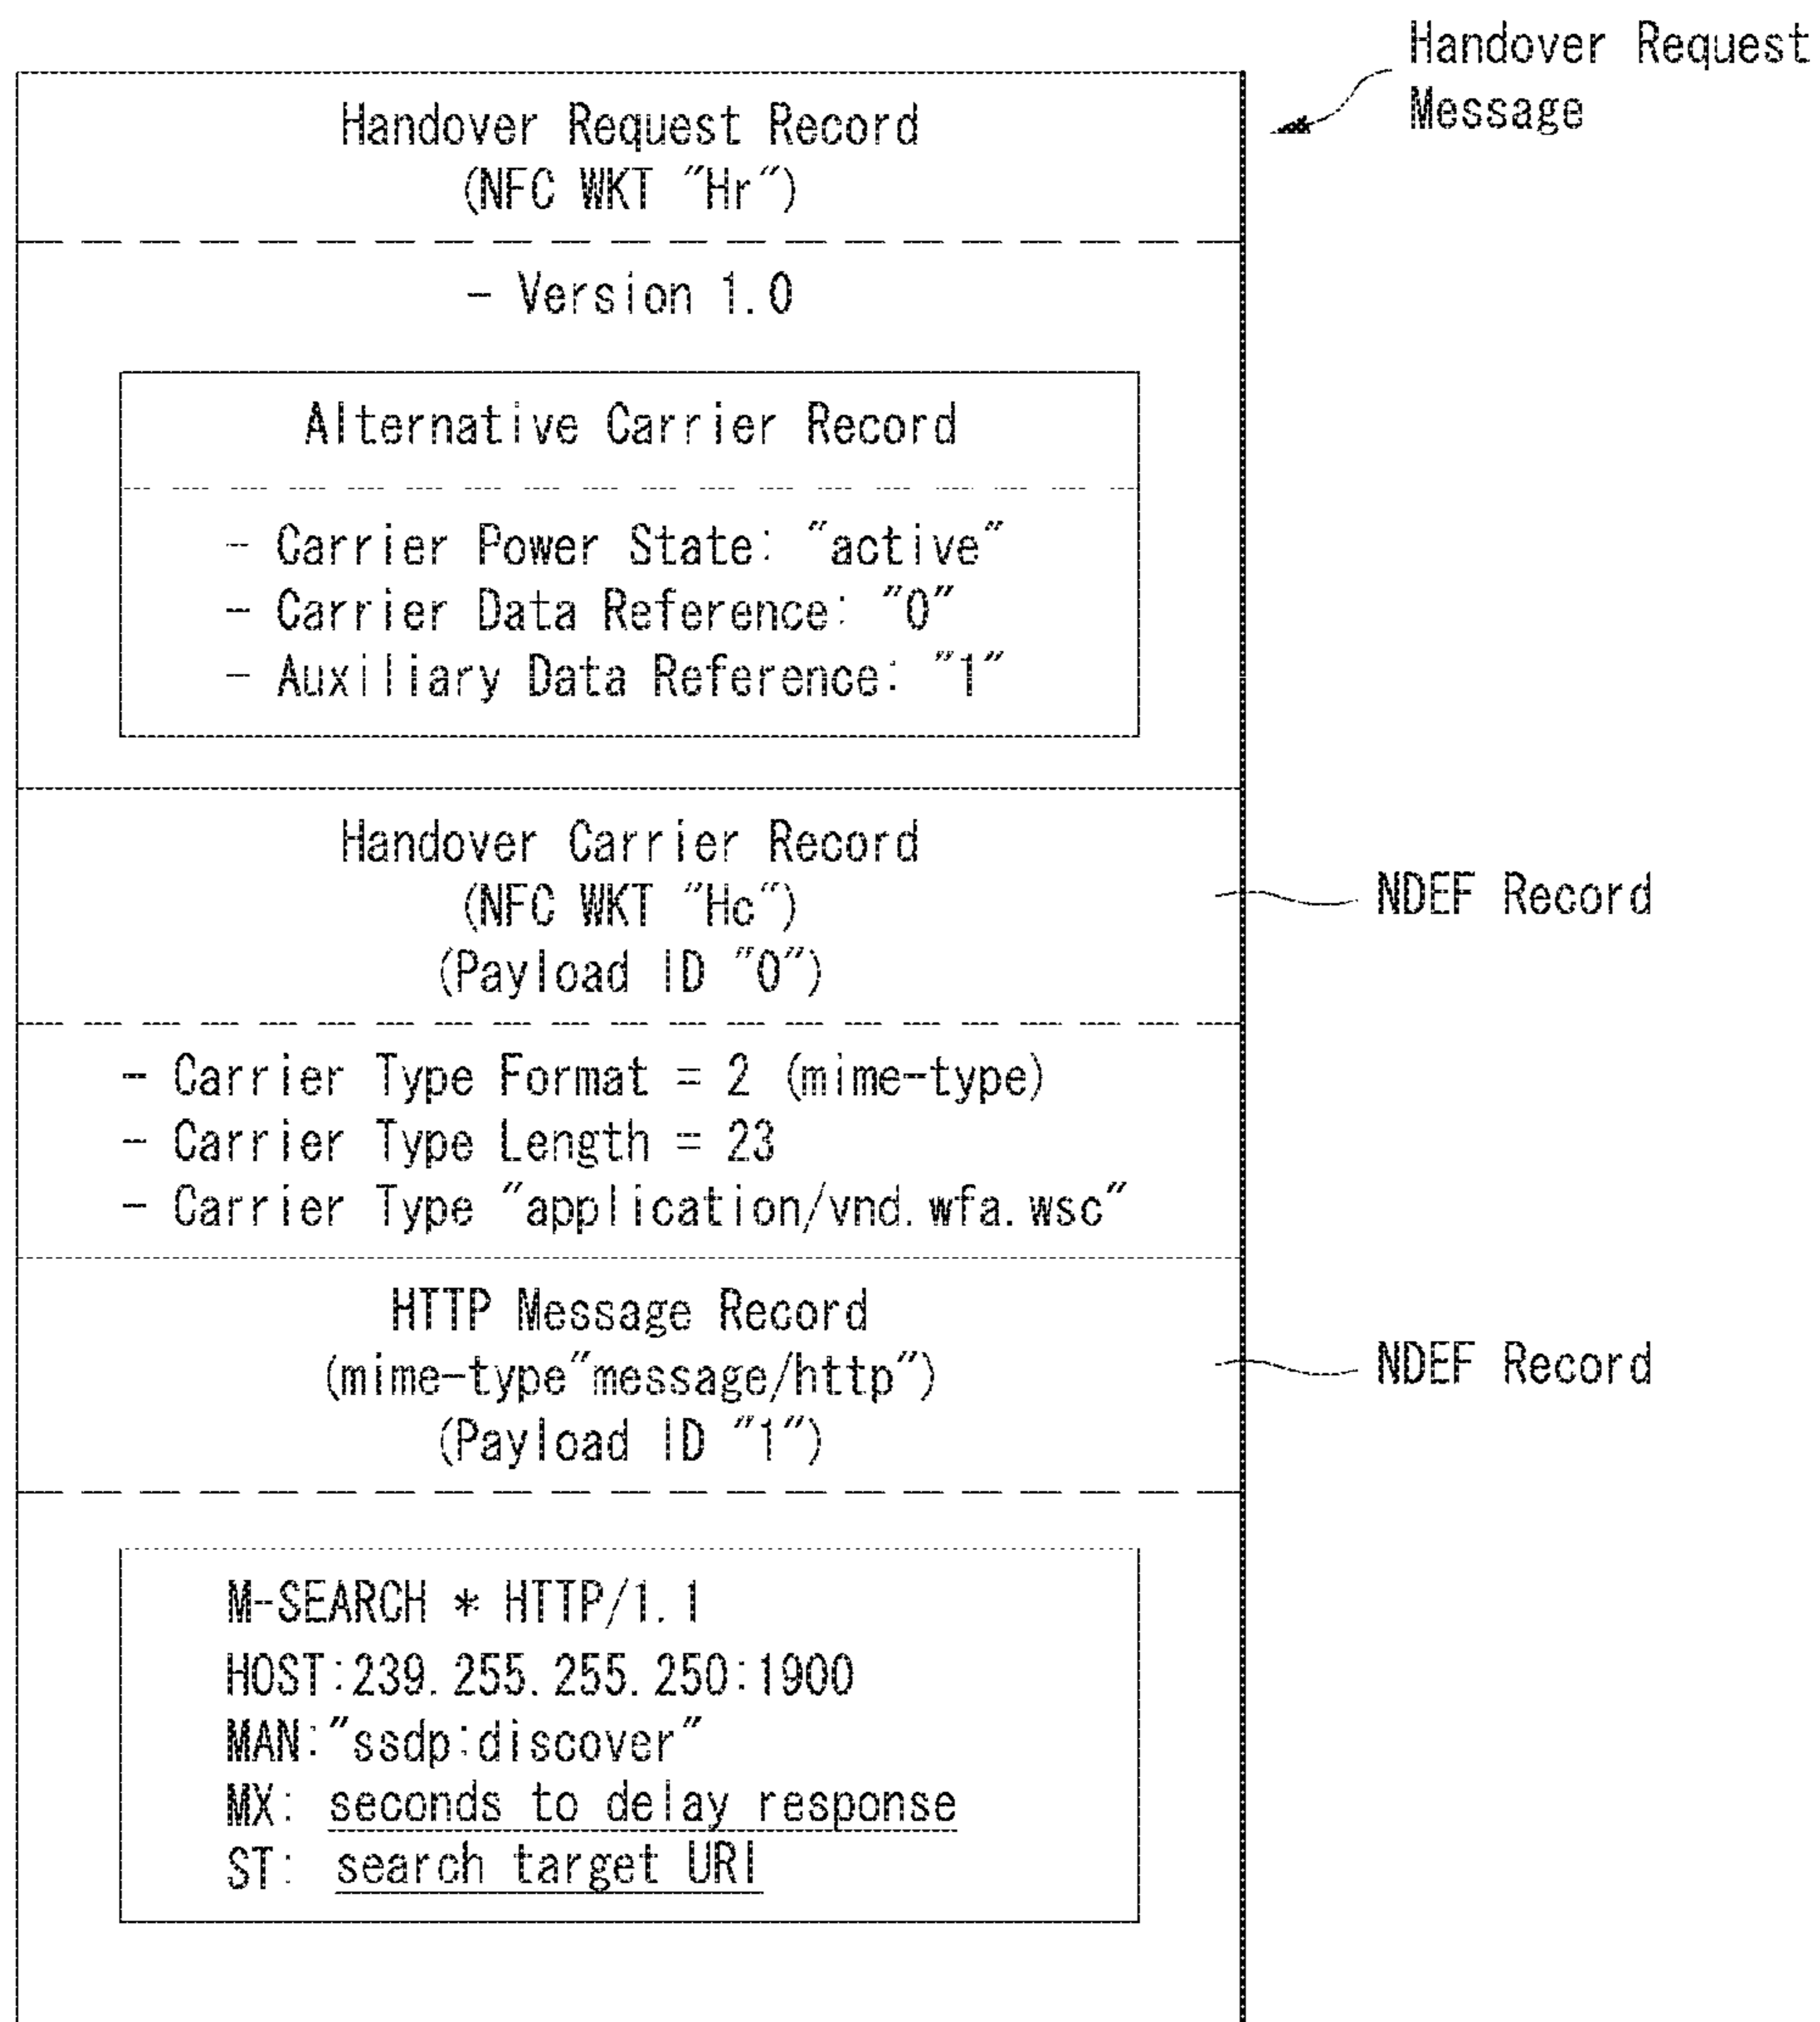 Handover Request
Message
Handover Request Record
(NFC WKT "Hr")
- Version 1.0
Alternative Carrier Record
- Carrier Power State: "active"
- Carrier Data Reference: "0"
- Auxiliary Data Reference: "1"
Handover Carrier Record
(NFC WKT "Hc")
(Payload ID "0")
NDEF Record
- Carrier Type Format = 2 (mime-type)
- Carrier Type Length = 23
- Carrier Type "application/vnd.wfa.wsc"
HTTP Message Record
(mime-type"message/http")
(Payload ID "1")
NDEF Record
M-SEARCH * HTTP/1.1
HOST:239.255.255.250:1900
MAN:"ssdp:discover"
MX: seconds to delay response
ST: search target URI